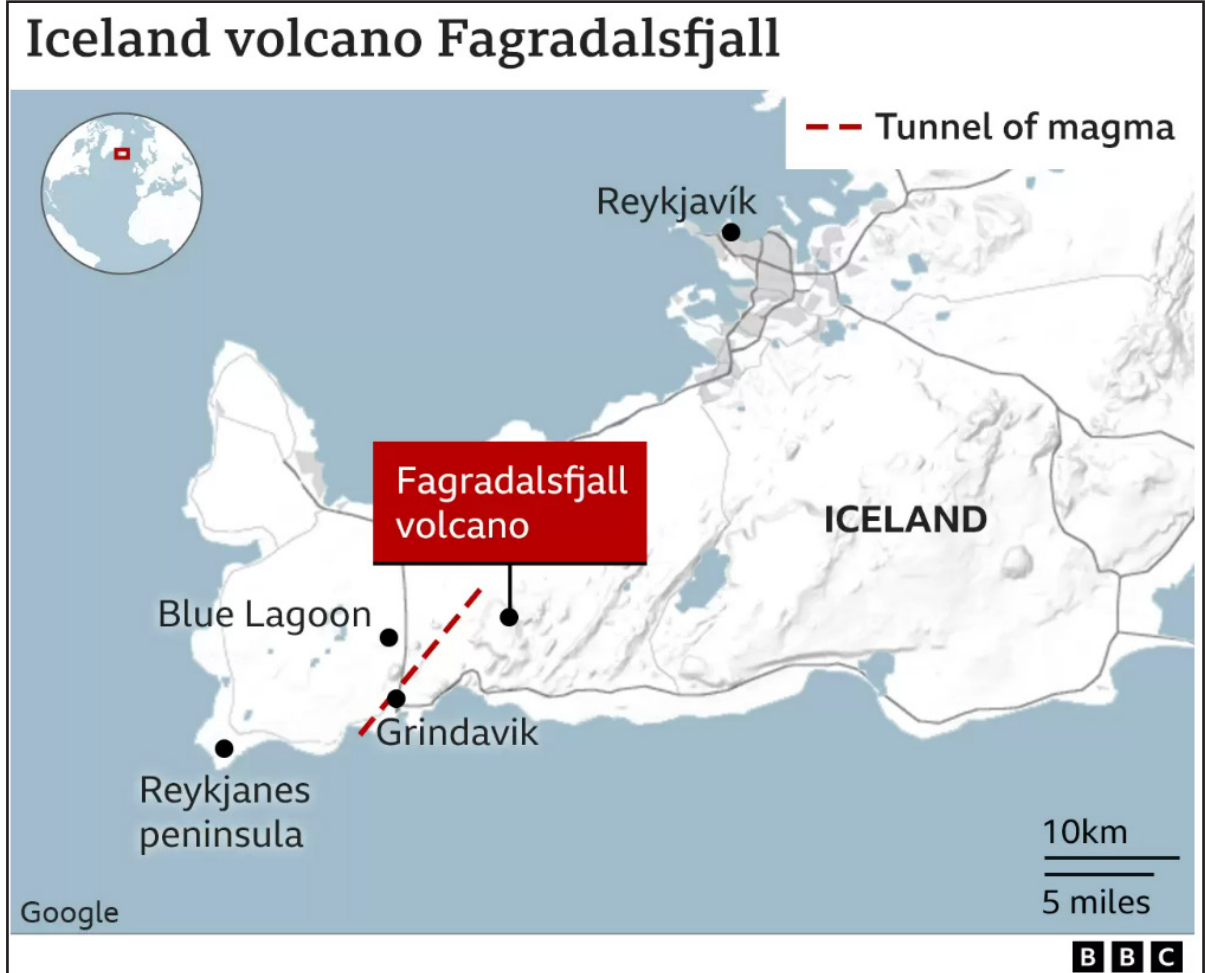 Iceland volcano Fagradalsfjall
Tunnel of magma
Reykjavík
Fagradalsfjall
volcano
ICELAND
Blue Lagoon
Grindavik
Reykjanes
peninsula
10km
5 miles
Google
BBC